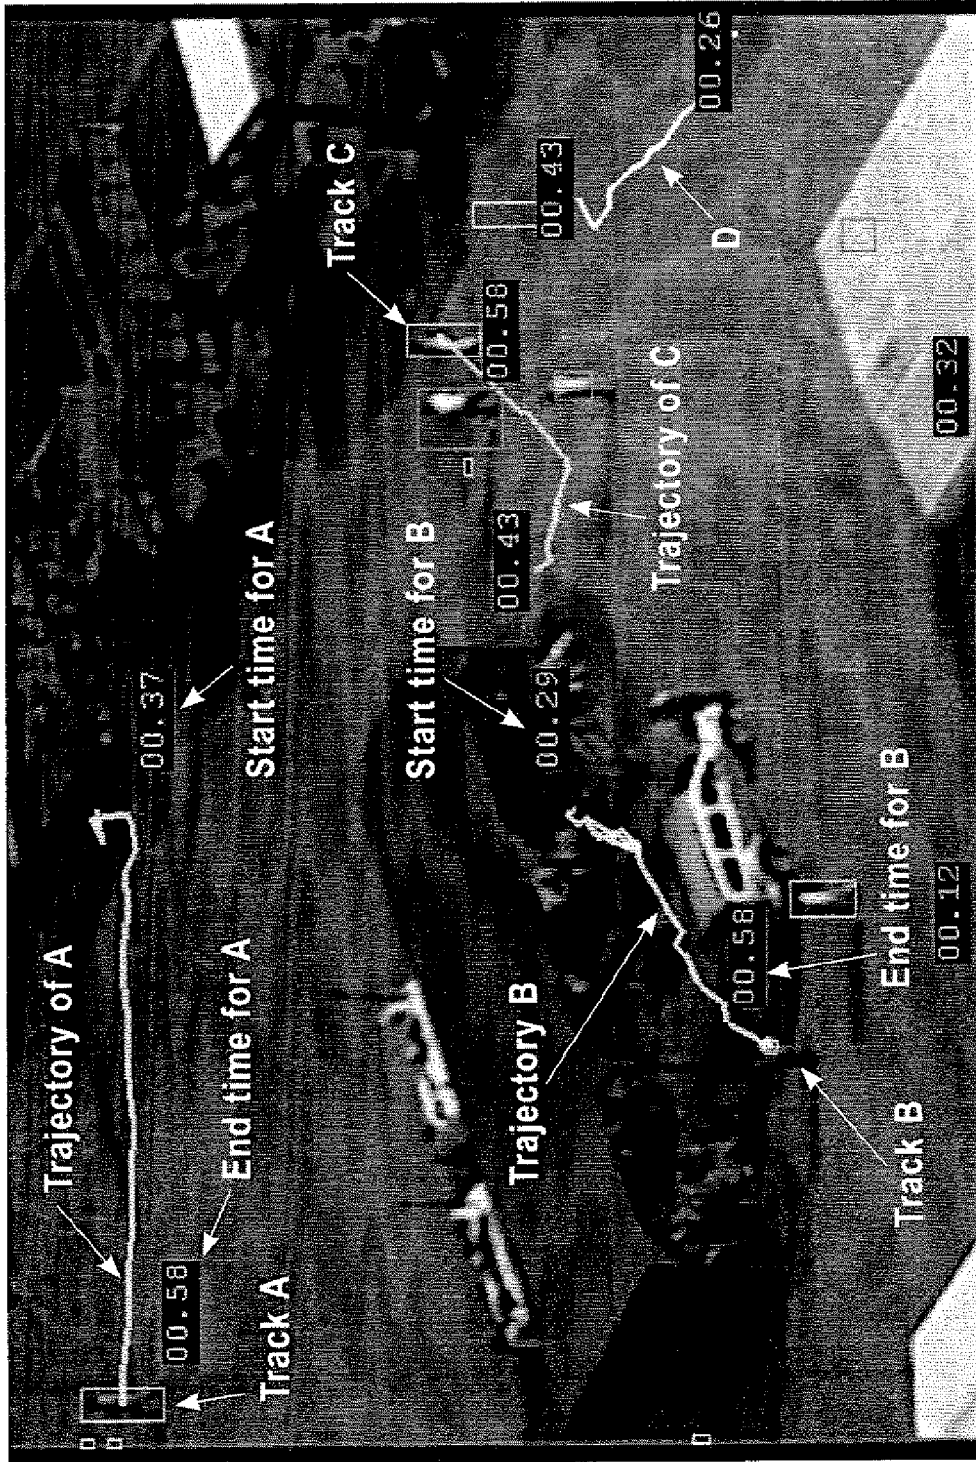 Trajectory of A
00.37
00.58
End time for A
Start time for A
Track A
Track C
Start time for B
00.58
00.43
Trajectory B
00.29
00.43
Trajectory of C
00.26
D
00.58
End time for B
Track B
00.12
00.32